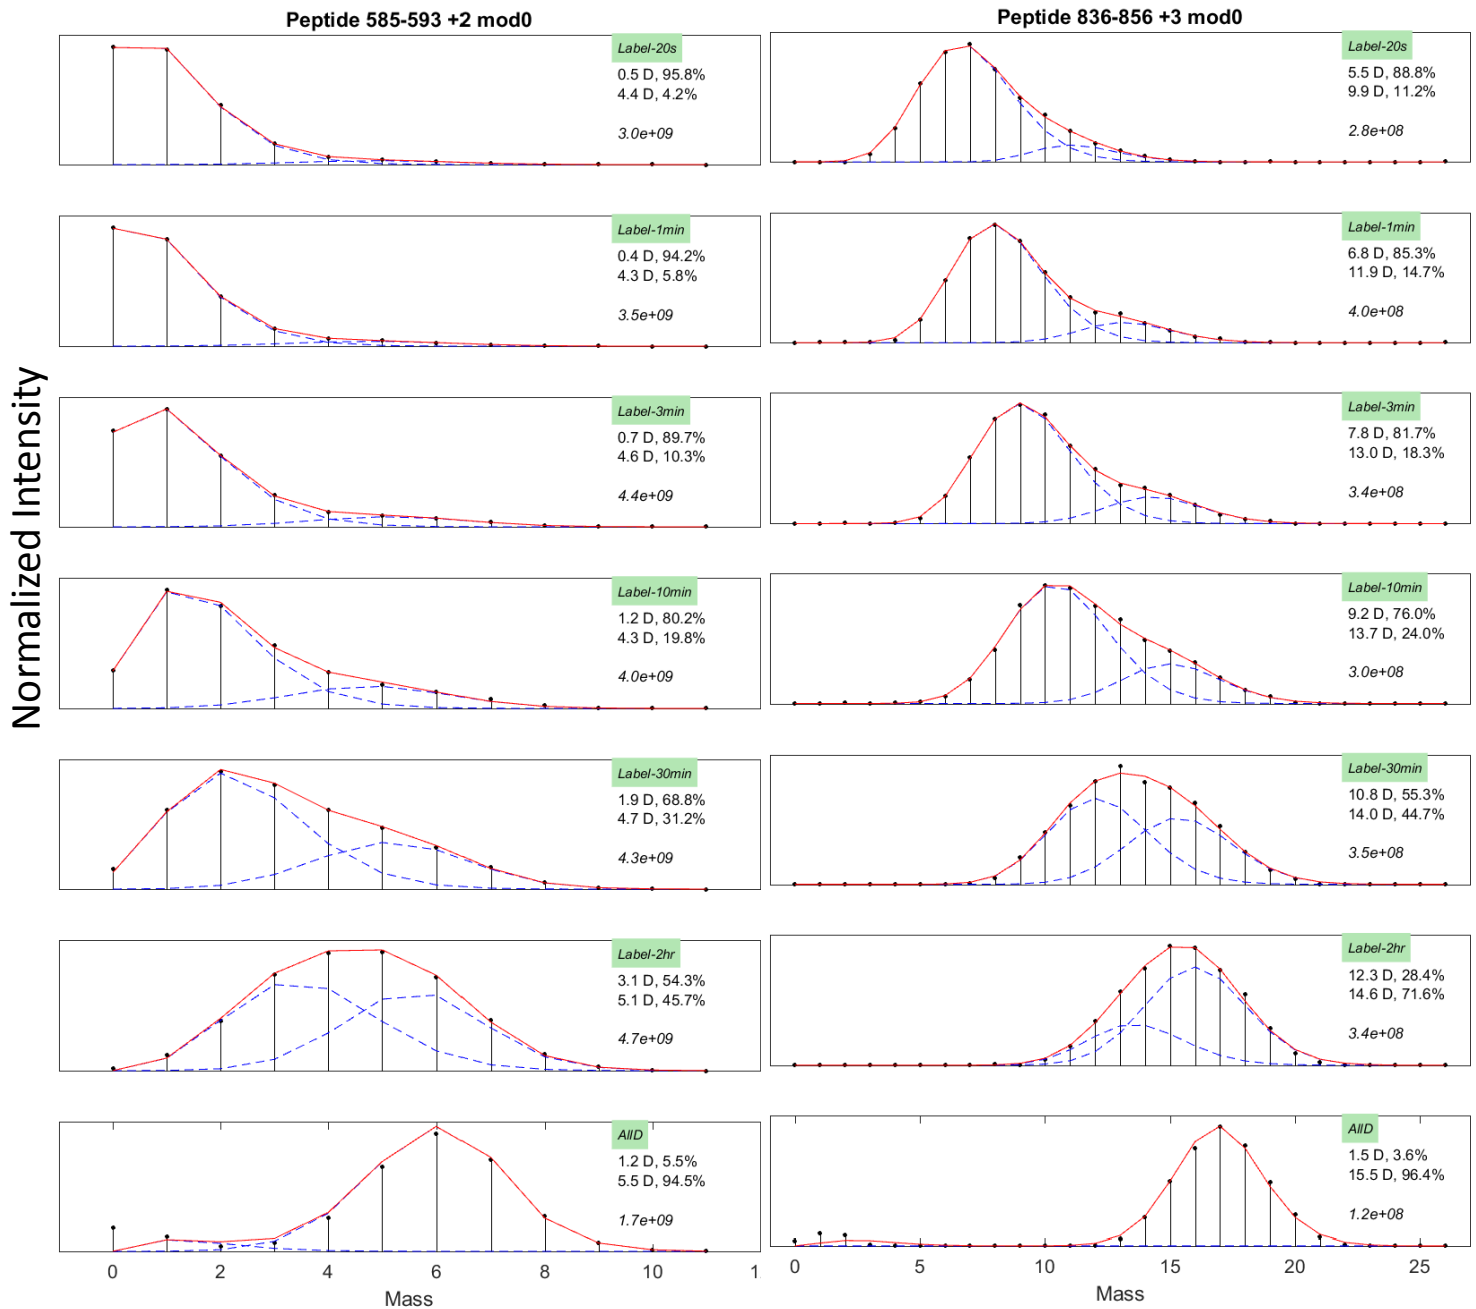 Peptide 585-593 +2 mod0
Label-20s
0.5 D, 95.8%
4.4 D, 4.2%
3.0e+09
Label-1min
0.4 D, 94.2%
4.3 D, 5.8%
3.5e+09
Label-3min
0.7 D, 89.7%
4.6 D, 10.3%
4.4e+09
Label-10min
1.2 D, 80.2%
4.3 D, 19.8%
4.0e+09
Label-30min
1.9 D, 68.8%
4.7 D, 31.2%
4.3e+09
Label-2hr
3.1 D, 54.3%
5.1 D, 45.7%
4.7e+09
AllD
1.2 D, 5.5%
5.5 D, 94.5%
1.7e+09
0 2 4 6 8 10 1.
Mass
Normalized Intensity
Peptide 836-856 +3 mod0
Label-20s
5.5 D, 88.8%
9.9 D, 11.2%
2.8e+08
Label-1min
6.8 D, 85.3%
11.9 D, 14.7%
4.0e+08
Label-3min
7.8 D, 81.7%
13.0 D, 18.3%
3.4e+08
Label-10min
9.2 D, 76.0%
13.7 D, 24.0%
3.0e+08
Label-30min
10.8 D, 55.3%
14.0 D, 44.7%
3.5e+08
Label-2hr
12.3 D, 28.4%
14.6 D, 71.6%
3.4e+08
AllD
1.5 D, 3.6%
15.5 D, 96.4%
1.2e+08
0 5 10 15 20 25
Mass